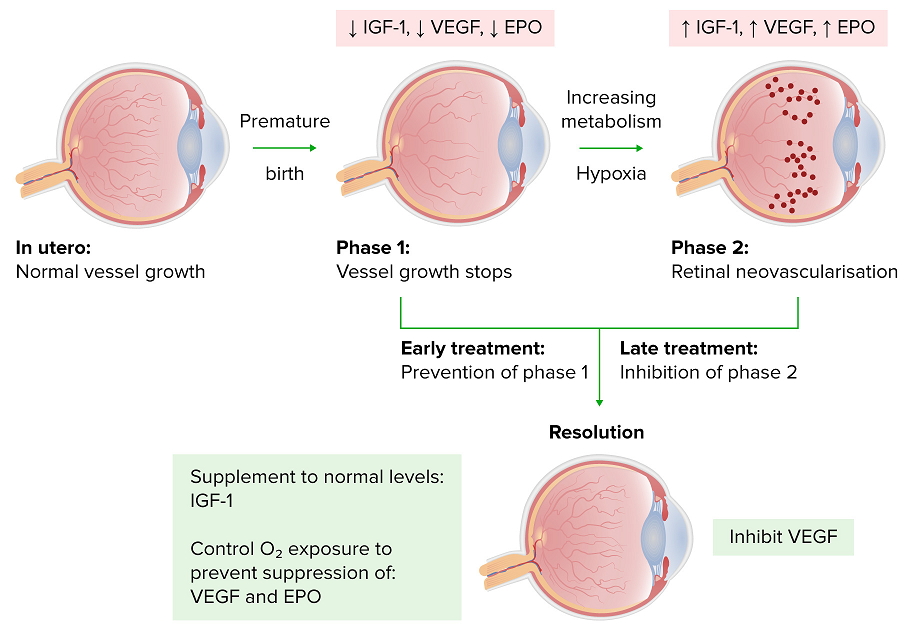 ↓ IGF-1, ↓ VEGF, ↓ EPO
↑ IGF-1, ↑ VEGF, ↑ EPO
Premature
birth
Increasing
metabolism
Hypoxia
In utero:
Normal vessel growth
Phase 1:
Vessel growth stops
Phase 2:
Retinal neovascularisation
Early treatment:
Prevention of phase 1
Late treatment:
Inhibition of phase 2
Resolution
Supplement to normal levels:
IGF-1
Control O₂ exposure to
prevent suppression of:
VEGF and EPO
Inhibit VEGF